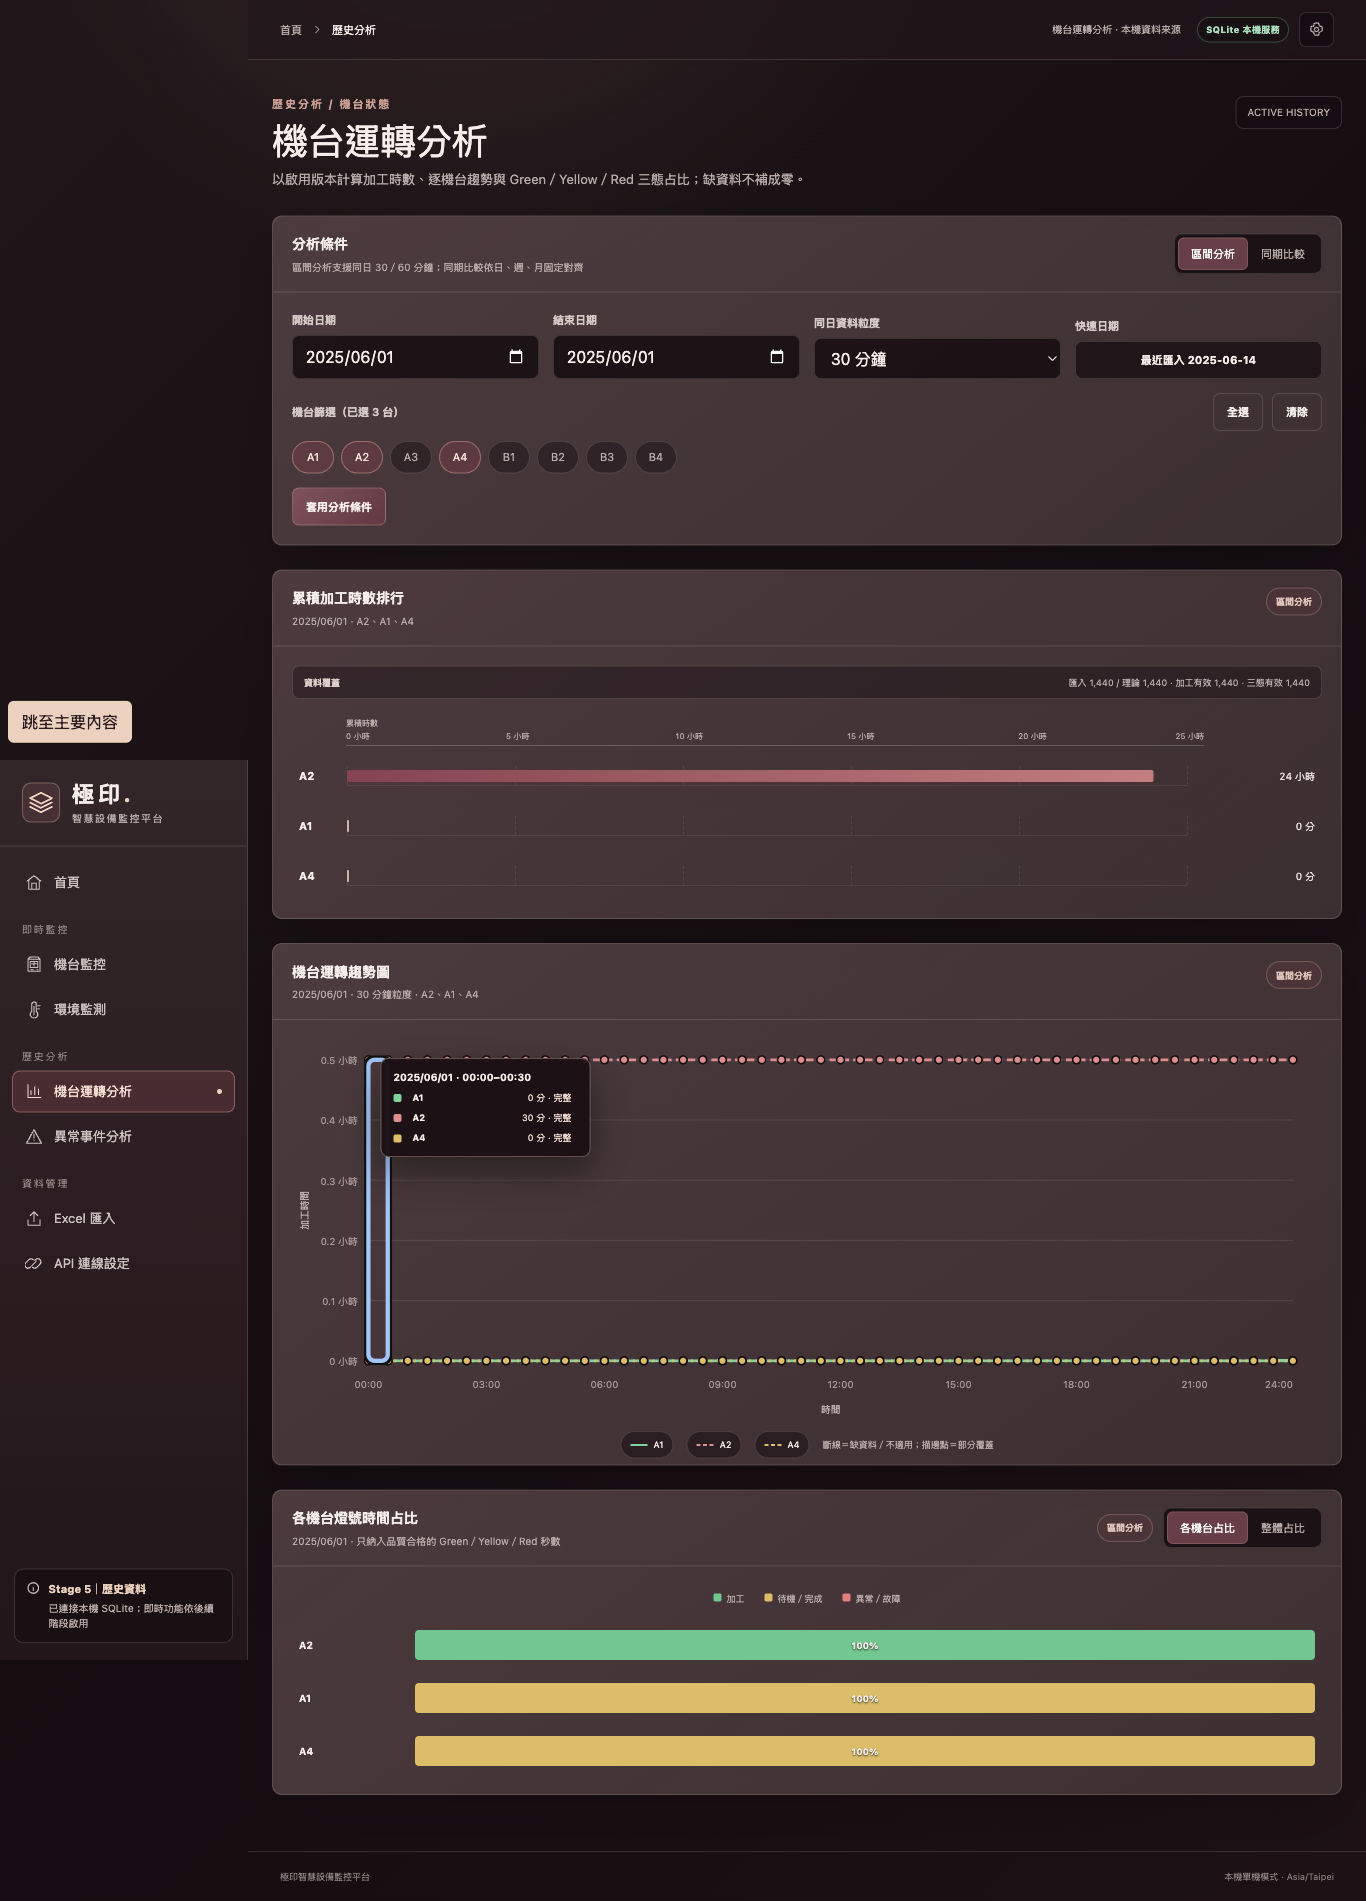 首頁 > 歷史分析
機台運轉分析 · 本機資料來源
SQLite 本機服務
歷史分析 / 機台狀態
機台運轉分析
以啟用版本計算加工時數、逐機台趨勢與 Green / Yellow / Red 三態占比；缺資料不補成零。
ACTIVE HISTORY
分析條件
區間分析支援同日 30 / 60 分鐘；同期比較依日、週、月固定對齊
區間分析
同期比較
開始日期
2025/06/01
結束日期
2025/06/01
同日資料粒度
30 分鐘
快速日期
最近匯入 2025-06-14
機台篩選（已選 3 台）
全選
清除
A1
A2
A3
A4
B1
B2
B3
B4
套用分析條件
累積加工時數排行
2025/06/01 · A2、A1、A4
區間分析
資料覆蓋
匯入 1,440 / 理論 1,440 · 加工有效 1,440 · 三態有效 1,440
累積時數
0 小時
5 小時
10 小時
15 小時
20 小時
25 小時
A2
24 小時
A1
0 分
A4
0 分
跳至主要內容
極印.
智慧設備監控平台
首頁
即時監控
機台監控
環境監測
歷史分析
機台運轉分析
異常事件分析
資料管理
Excel 匯入
API 連線設定
Stage 5｜歷史資料
已連接本機 SQLite；即時功能依後續
階段啟用
機台運轉趨勢圖
2025/06/01 · 30 分鐘粒度 · A2、A1、A4
區間分析
0.5 小時
0.4 小時
0.3 小時
0.2 小時
0.1 小時
0 小時
加工時間
2025/06/01 · 00:00–00:30
A1 0 分 · 完整
A2 30 分 · 完整
A4 0 分 · 完整
00:00
03:00
06:00
09:00
12:00
15:00
18:00
21:00
24:00
時間
A1
A2
A4
斷線＝缺資料 / 不適用；描邊點＝部分覆蓋
各機台燈號時間占比
2025/06/01 · 只納入品質合格的 Green / Yellow / Red 秒數
區間分析
各機台占比
整體占比
加工
待機 / 完成
異常 / 故障
A2
100%
A1
100%
A4
100%
極印智慧設備監控平台
本機單機模式 · Asia/Taipei